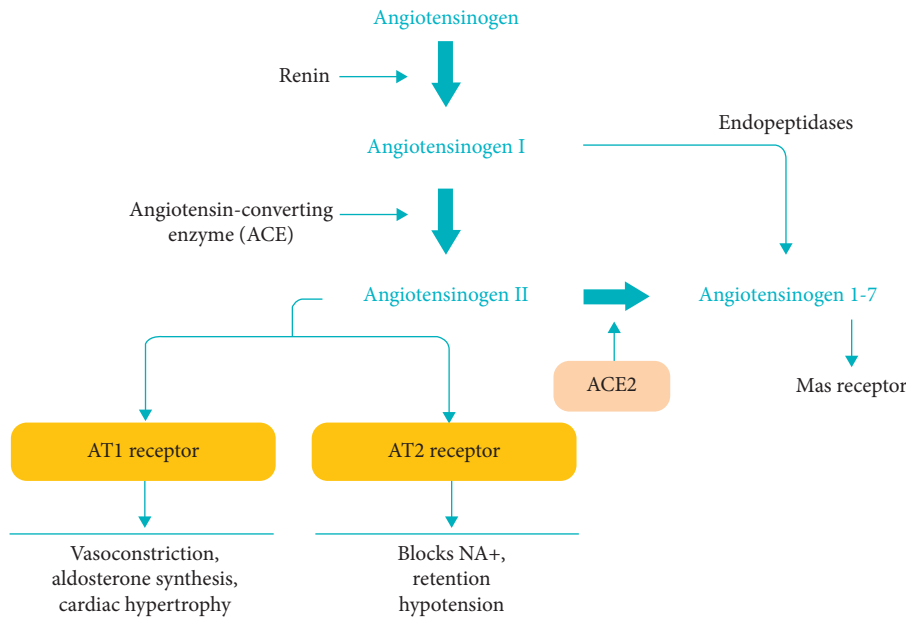 Angiotensinogen
Renin
Endopeptidases
Angiotensinogen I
Angiotensin-converting
enzyme (ACE)
Angiotensinogen II
Angiotensinogen 1-7
ACE2
Mas receptor
AT1 receptor
AT2 receptor
Vasoconstriction,
aldosterone synthesis,
cardiac hypertrophy
Blocks NA+,
retention
hypotension